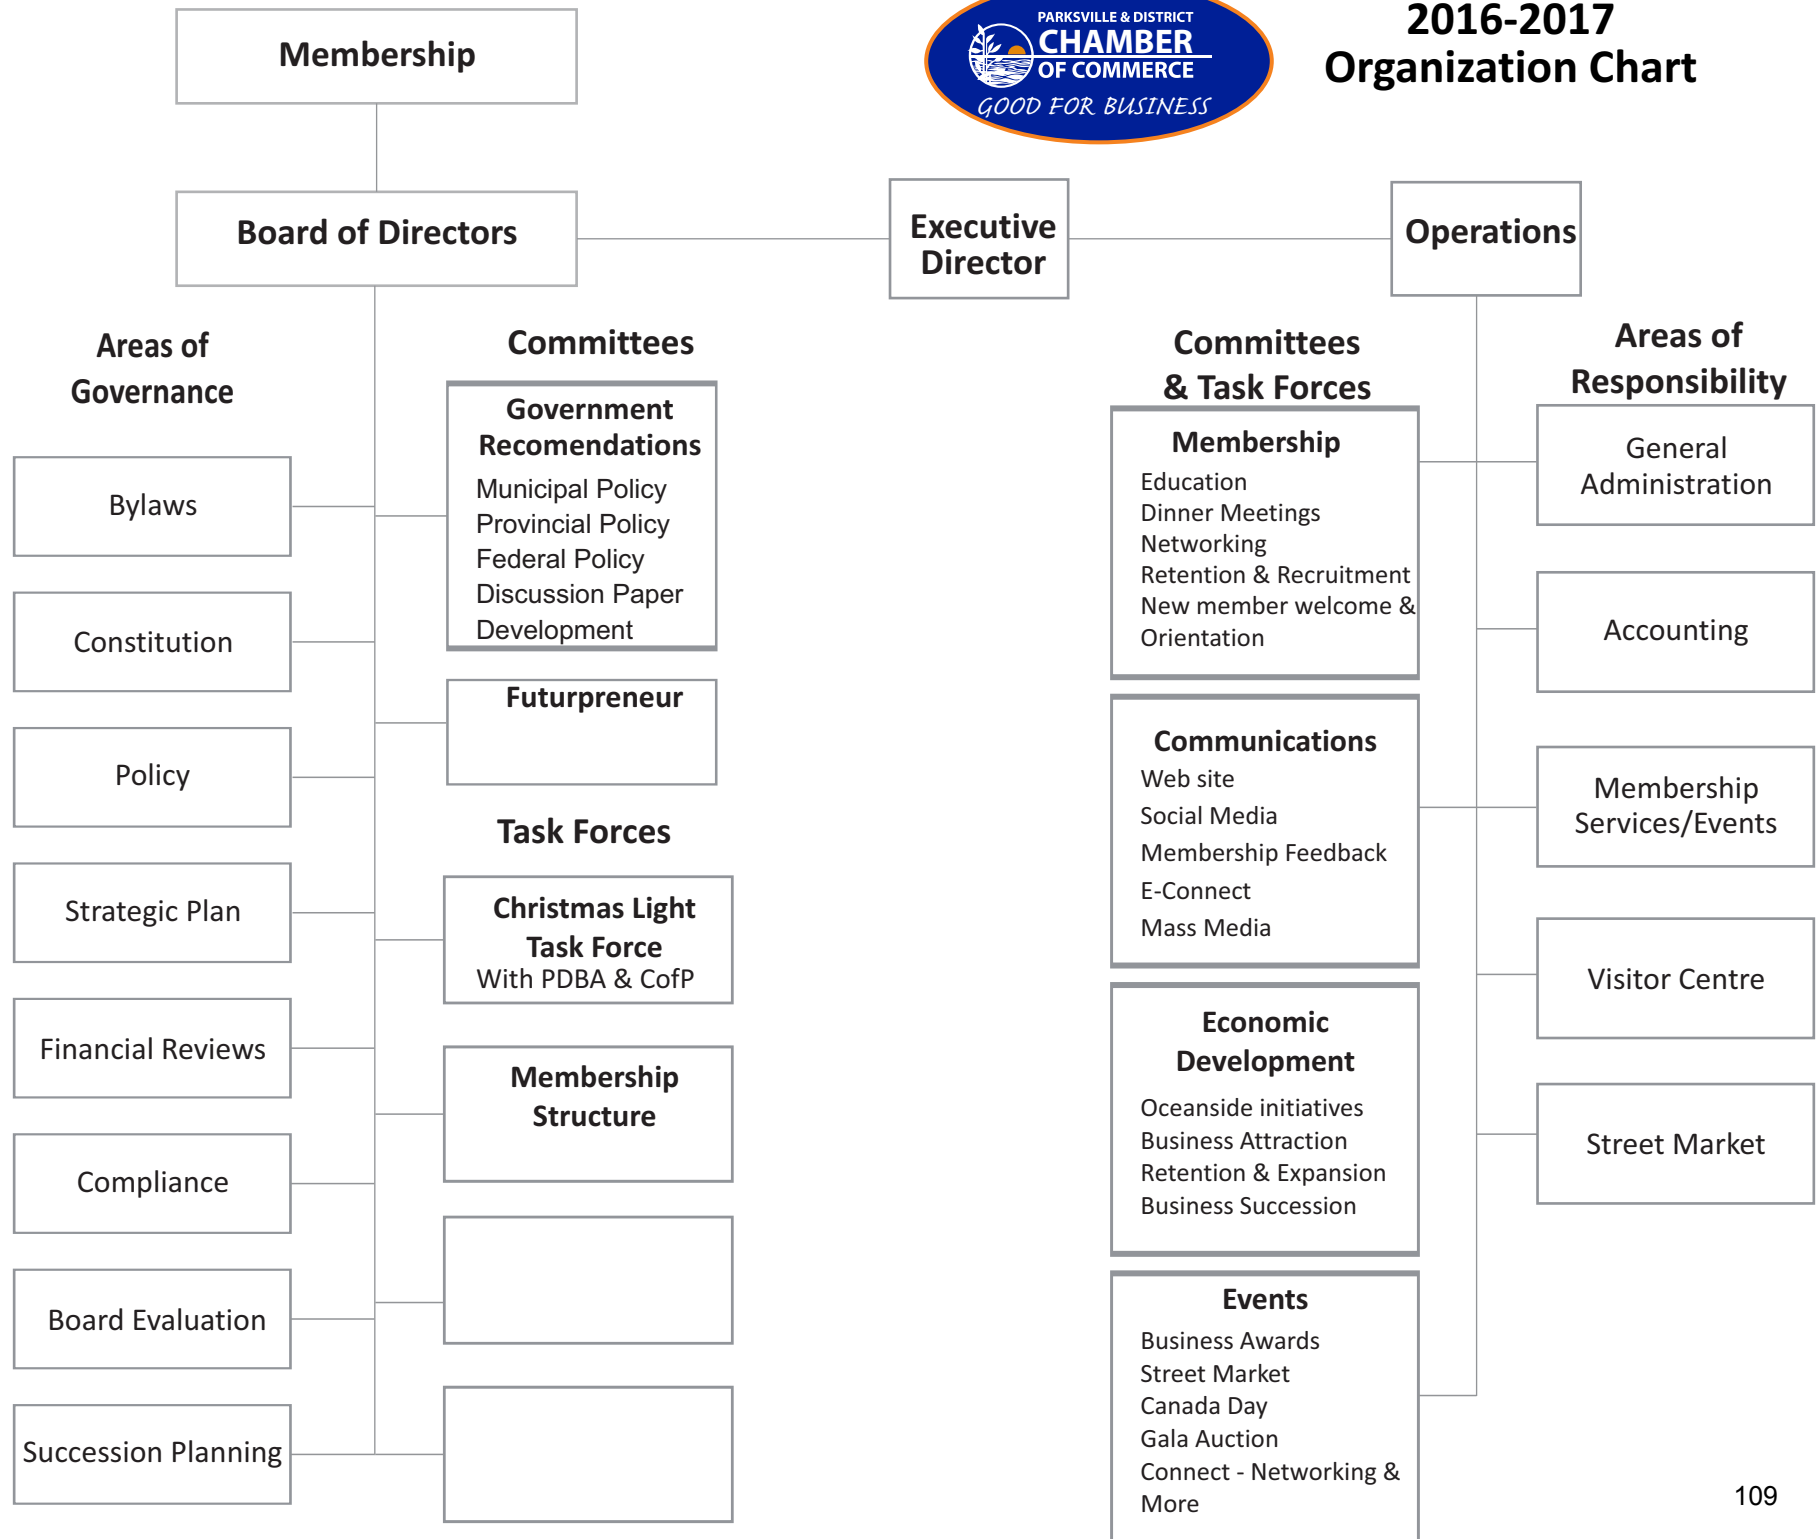 Membership
PARKSVILLE & DISTRICT
CHAMBER
OF COMMERCE
GOOD FOR BUSINESS
2016-2017
Organization Chart
Board of Directors
Executive
Director
Operations
Areas of
Governance
Bylaws
Constitution
Policy
Strategic Plan
Financial Reviews
Compliance
Board Evaluation
Succession Planning
Committees
Government
Recomendations
Municipal Policy
Provincial Policy
Federal Policy
Discussion Paper
Development
Futurpreneur
Task Forces
Christmas Light
Task Force
With PDBA & CofP
Membership
Structure
Committees
& Task Forces
Membership
Education
Dinner Meetings
Networking
Retention & Recruitment
New member welcome &
Orientation
Communications
Web site
Social Media
Membership Feedback
E-Connect
Mass Media
Economic
Development
Oceanside initiatives
Business Attraction
Retention & Expansion
Business Succession
Events
Business Awards
Street Market
Canada Day
Gala Auction
Connect - Networking &
More
Areas of
Responsibility
General
Administration
Accounting
Membership
Services/Events
Visitor Centre
Street Market
109